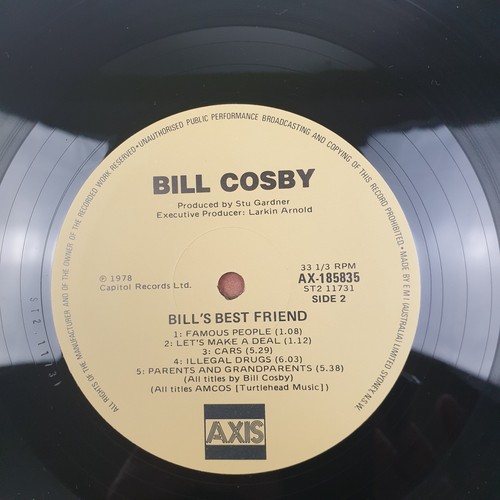 ALL RIGHTS OF THE MANUFACTURER AND OF THE OWNER OF THE RECORDED WORK RESERVED • UNAUTHORISED PUBLIC PERFORMANCE BROADCASTING AND COPYING OF THIS RECORD PROHIBITED • MADE BY E M I (AUSTRALIA) LIMITED SYDNEY, N.S.W.
BILL COSBY
Produced by Stu Gardner
Executive Producer: Larkin Arnold
℗ 1978
Capitol Records Ltd.
33 1/3 RPM
AX-185835
ST2 11731
SIDE 2
BILL'S BEST FRIEND
1: FAMOUS PEOPLE (1.08)
2: LET'S MAKE A DEAL (1.12)
3: CARS (5.29)
4: ILLEGAL DRUGS (6.03)
5: PARENTS AND GRANDPARENTS (5.38)
(All titles by Bill Cosby)
(All titles AMCOS [Turtlehead Music])
AXIS